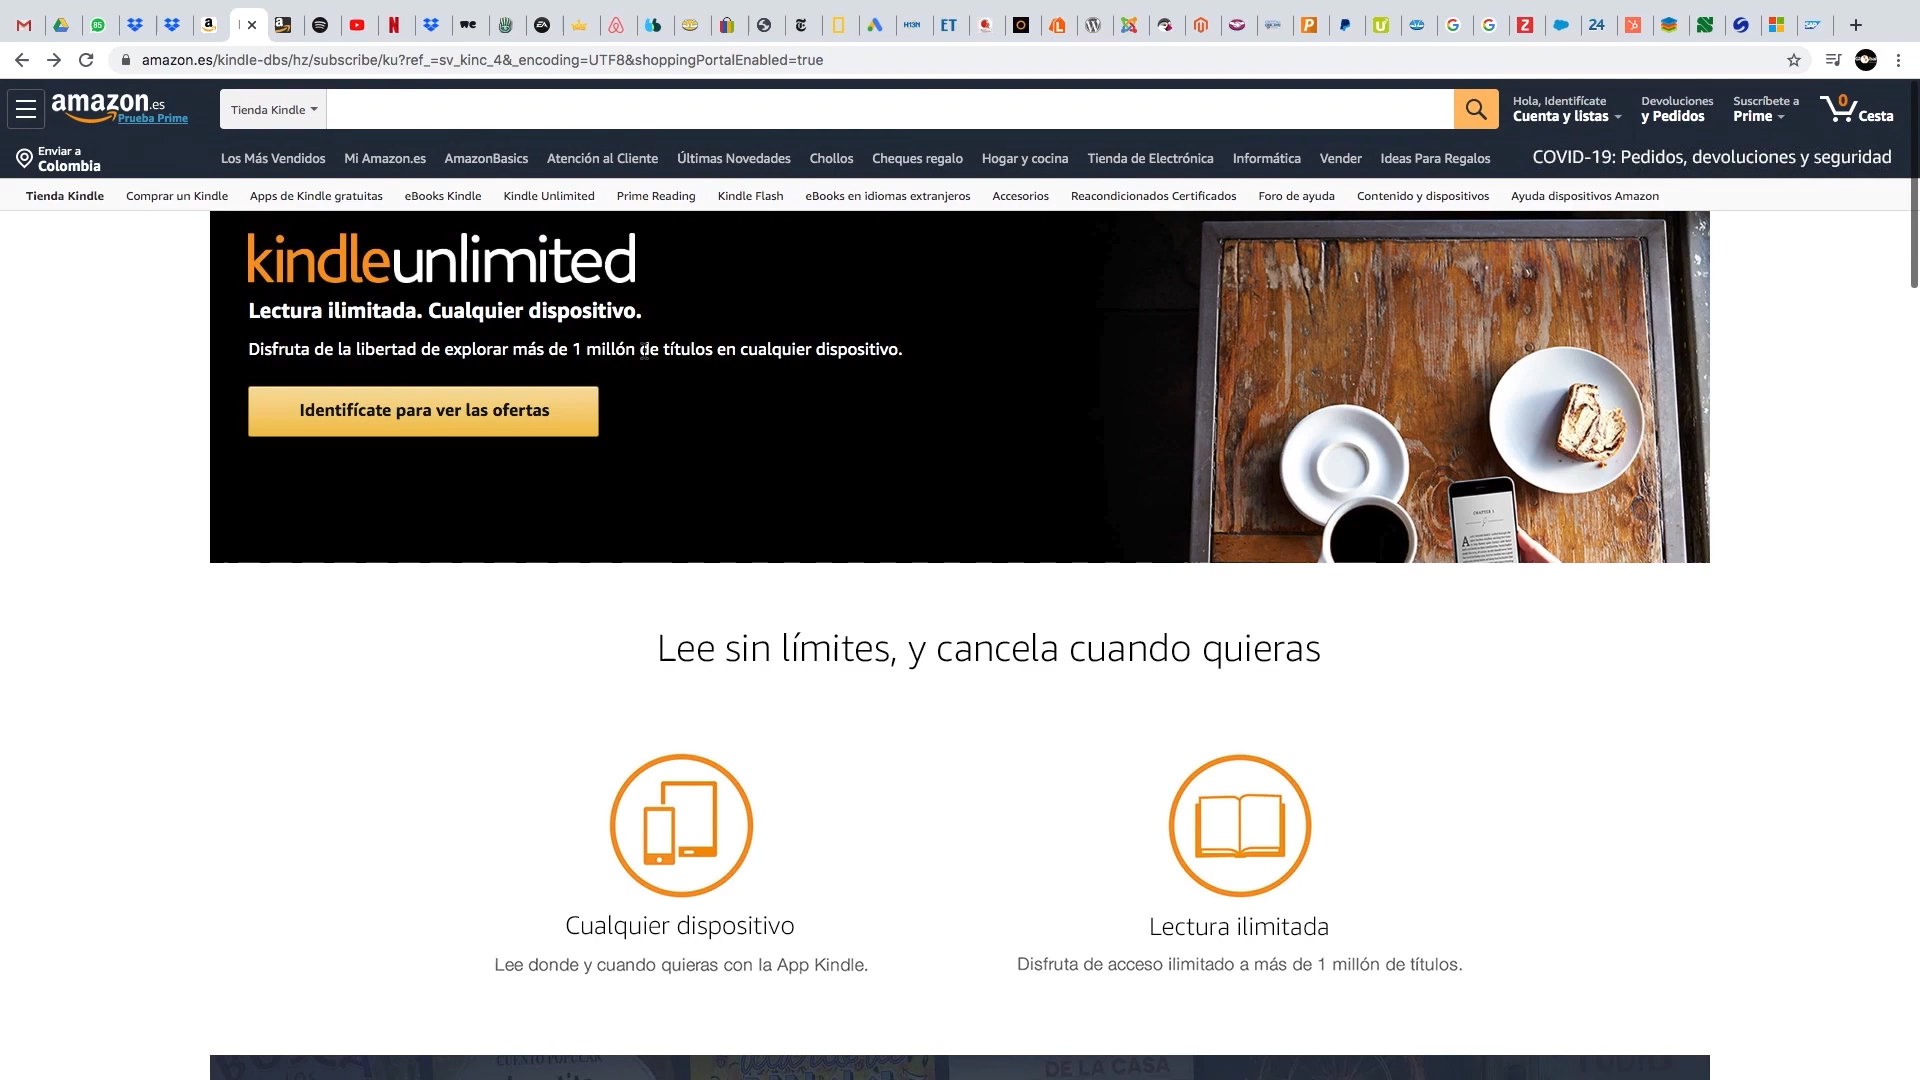 amazon.es/kindle-dbs/hz/subscribe/ku?ref_=sv_kinc_4&_encoding=UTF8&shoppingPortalEnabled=true
amazon.es
Prueba Prime
Tienda Kindle
Hola, Identifícate
Cuenta y listas
Devoluciones
y Pedidos
Suscríbete a
Prime
0
Cesta
Enviar a
Colombia
Los Más Vendidos Mi Amazon.es AmazonBasics Atención al Cliente Últimas Novedades Chollos Cheques regalo Hogar y cocina Tienda de Electrónica Informática Vender Ideas Para Regalos COVID-19: Pedidos, devoluciones y seguridad
Tienda Kindle Comprar un Kindle Apps de Kindle gratuitas eBooks Kindle Kindle Unlimited Prime Reading Kindle Flash eBooks en idiomas extranjeros Accesorios Reacondicionados Certificados Foro de ayuda Contenido y dispositivos Ayuda dispositivos Amazon
kindleunlimited
Lectura ilimitada. Cualquier dispositivo.
Disfruta de la libertad de explorar más de 1 millón de títulos en cualquier dispositivo.
Identifícate para ver las ofertas
CHAPTER 1
Lee sin límites, y cancela cuando quieras
Cualquier dispositivo
Lee donde y cuando quieras con la App Kindle.
Lectura ilimitada
Disfruta de acceso ilimitado a más de 1 millón de títulos.
CUENTO POPULAR
DE LA CASA